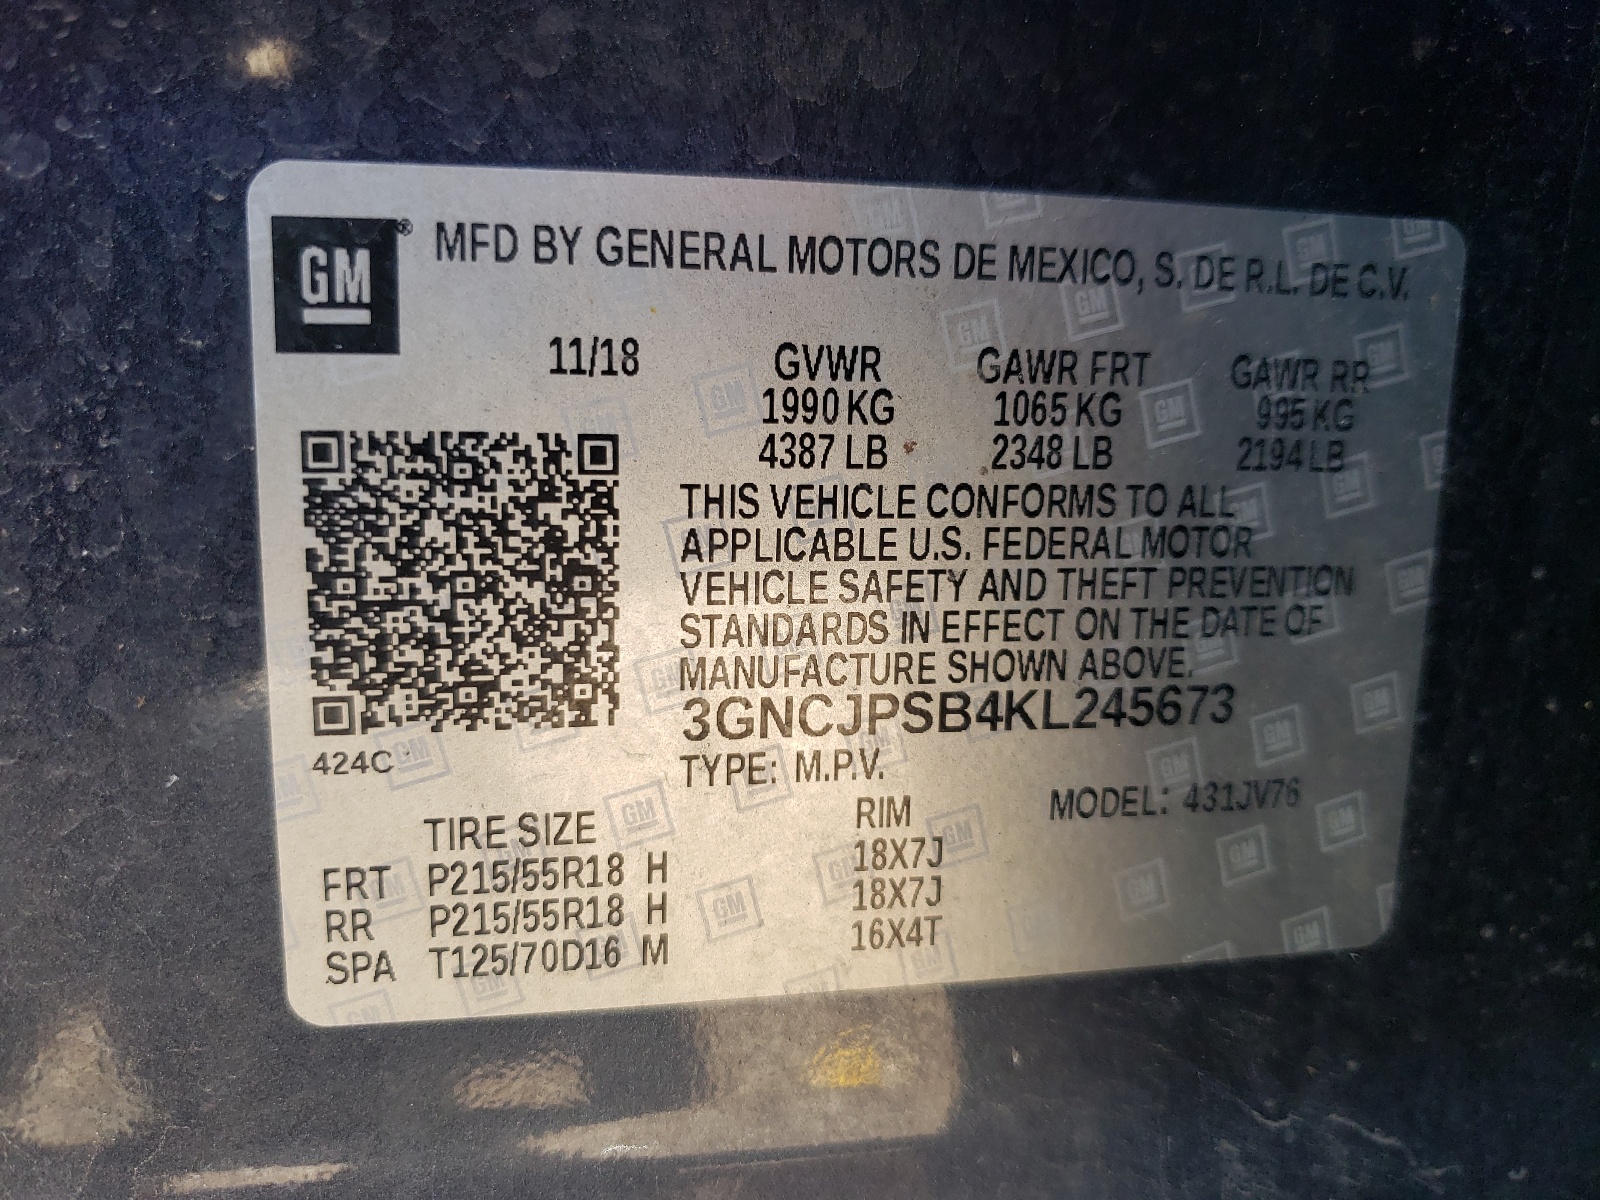 GM ® MFD BY GENERAL MOTORS DE MEXICO, S. DE R.L. DE C.V.
11/18 GVWR GAWR FRT GAWR RR
1990 KG 1065 KG 995 KG
4387 LB 2348 LB 2194 LB
THIS VEHICLE CONFORMS TO ALL
APPLICABLE U.S. FEDERAL MOTOR
VEHICLE SAFETY AND THEFT PREVENTION
STANDARDS IN EFFECT ON THE DATE OF
MANUFACTURE SHOWN ABOVE.
3GNCJPSB4KL245673
424C
TYPE: M.P.V. MODEL: 431JV76
TIRE SIZE RIM
FRT P215/55R18 H 18X7J
RR P215/55R18 H 18X7J
SPA T125/70D16 M 16X4T